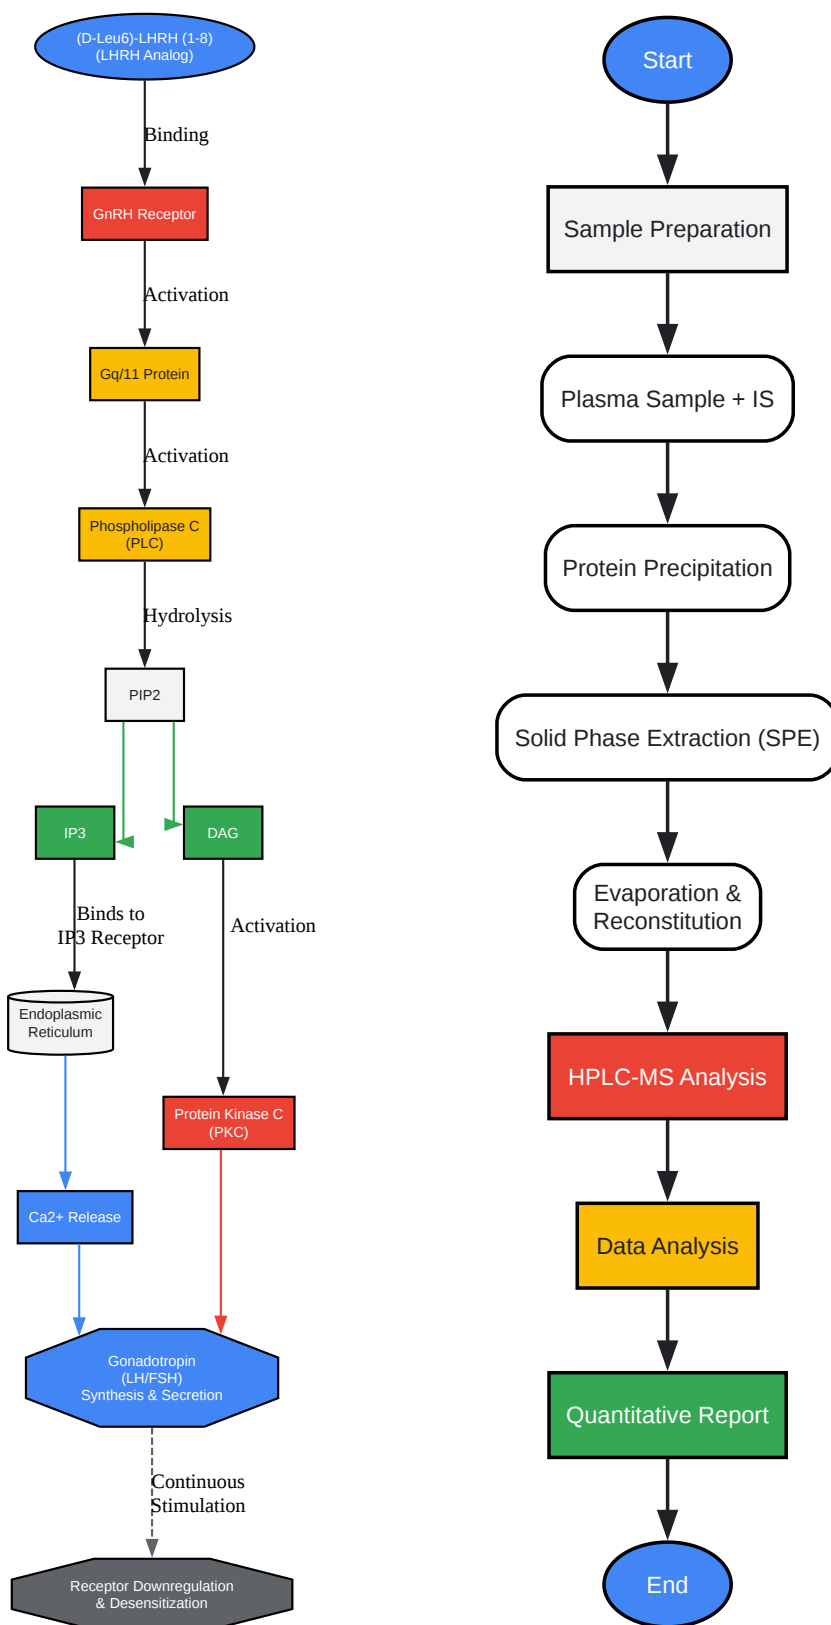 (D-Leu6)-LHRH (1-8)
(LHRH Analog)
Binding
GnRH Receptor
Activation
Gq/11 Protein
Activation
Phospholipase C
(PLC)
Hydrolysis
PIP2
IP3
DAG
Binds to
IP3 Receptor
Activation
Endoplasmic
Reticulum
Protein Kinase C
(PKC)
Ca2+ Release
Gonadotropin
(LH/FSH)
Synthesis & Secretion
Continuous
Stimulation
Receptor Downregulation
& Desensitization
Start
Sample Preparation
Plasma Sample + IS
Protein Precipitation
Solid Phase Extraction (SPE)
Evaporation &
Reconstitution
HPLC-MS Analysis
Data Analysis
Quantitative Report
End